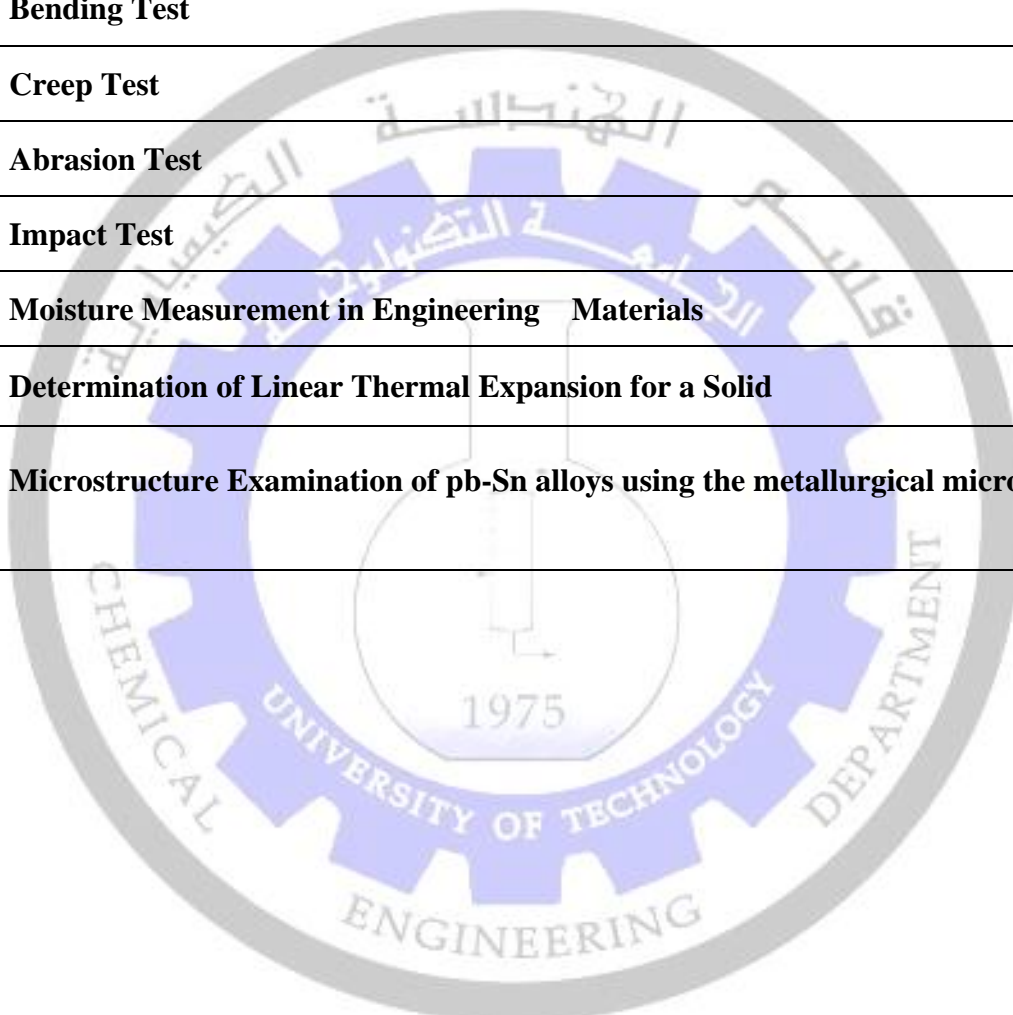 Bending Test
Creep Test
Abrasion Test
Impact Test
Moisture Measurement in Engineering Materials
Determination of Linear Thermal Expansion for a Solid
Microstructure Examination of pb-Sn alloys using the metallurgical micro
قسم الهندسة الكيمياوية
الجامعة التكنولوجية
1975
UNIVERSITY OF TECHNOLOGY
CHEMICAL ENGINEERING DEPARTMENT